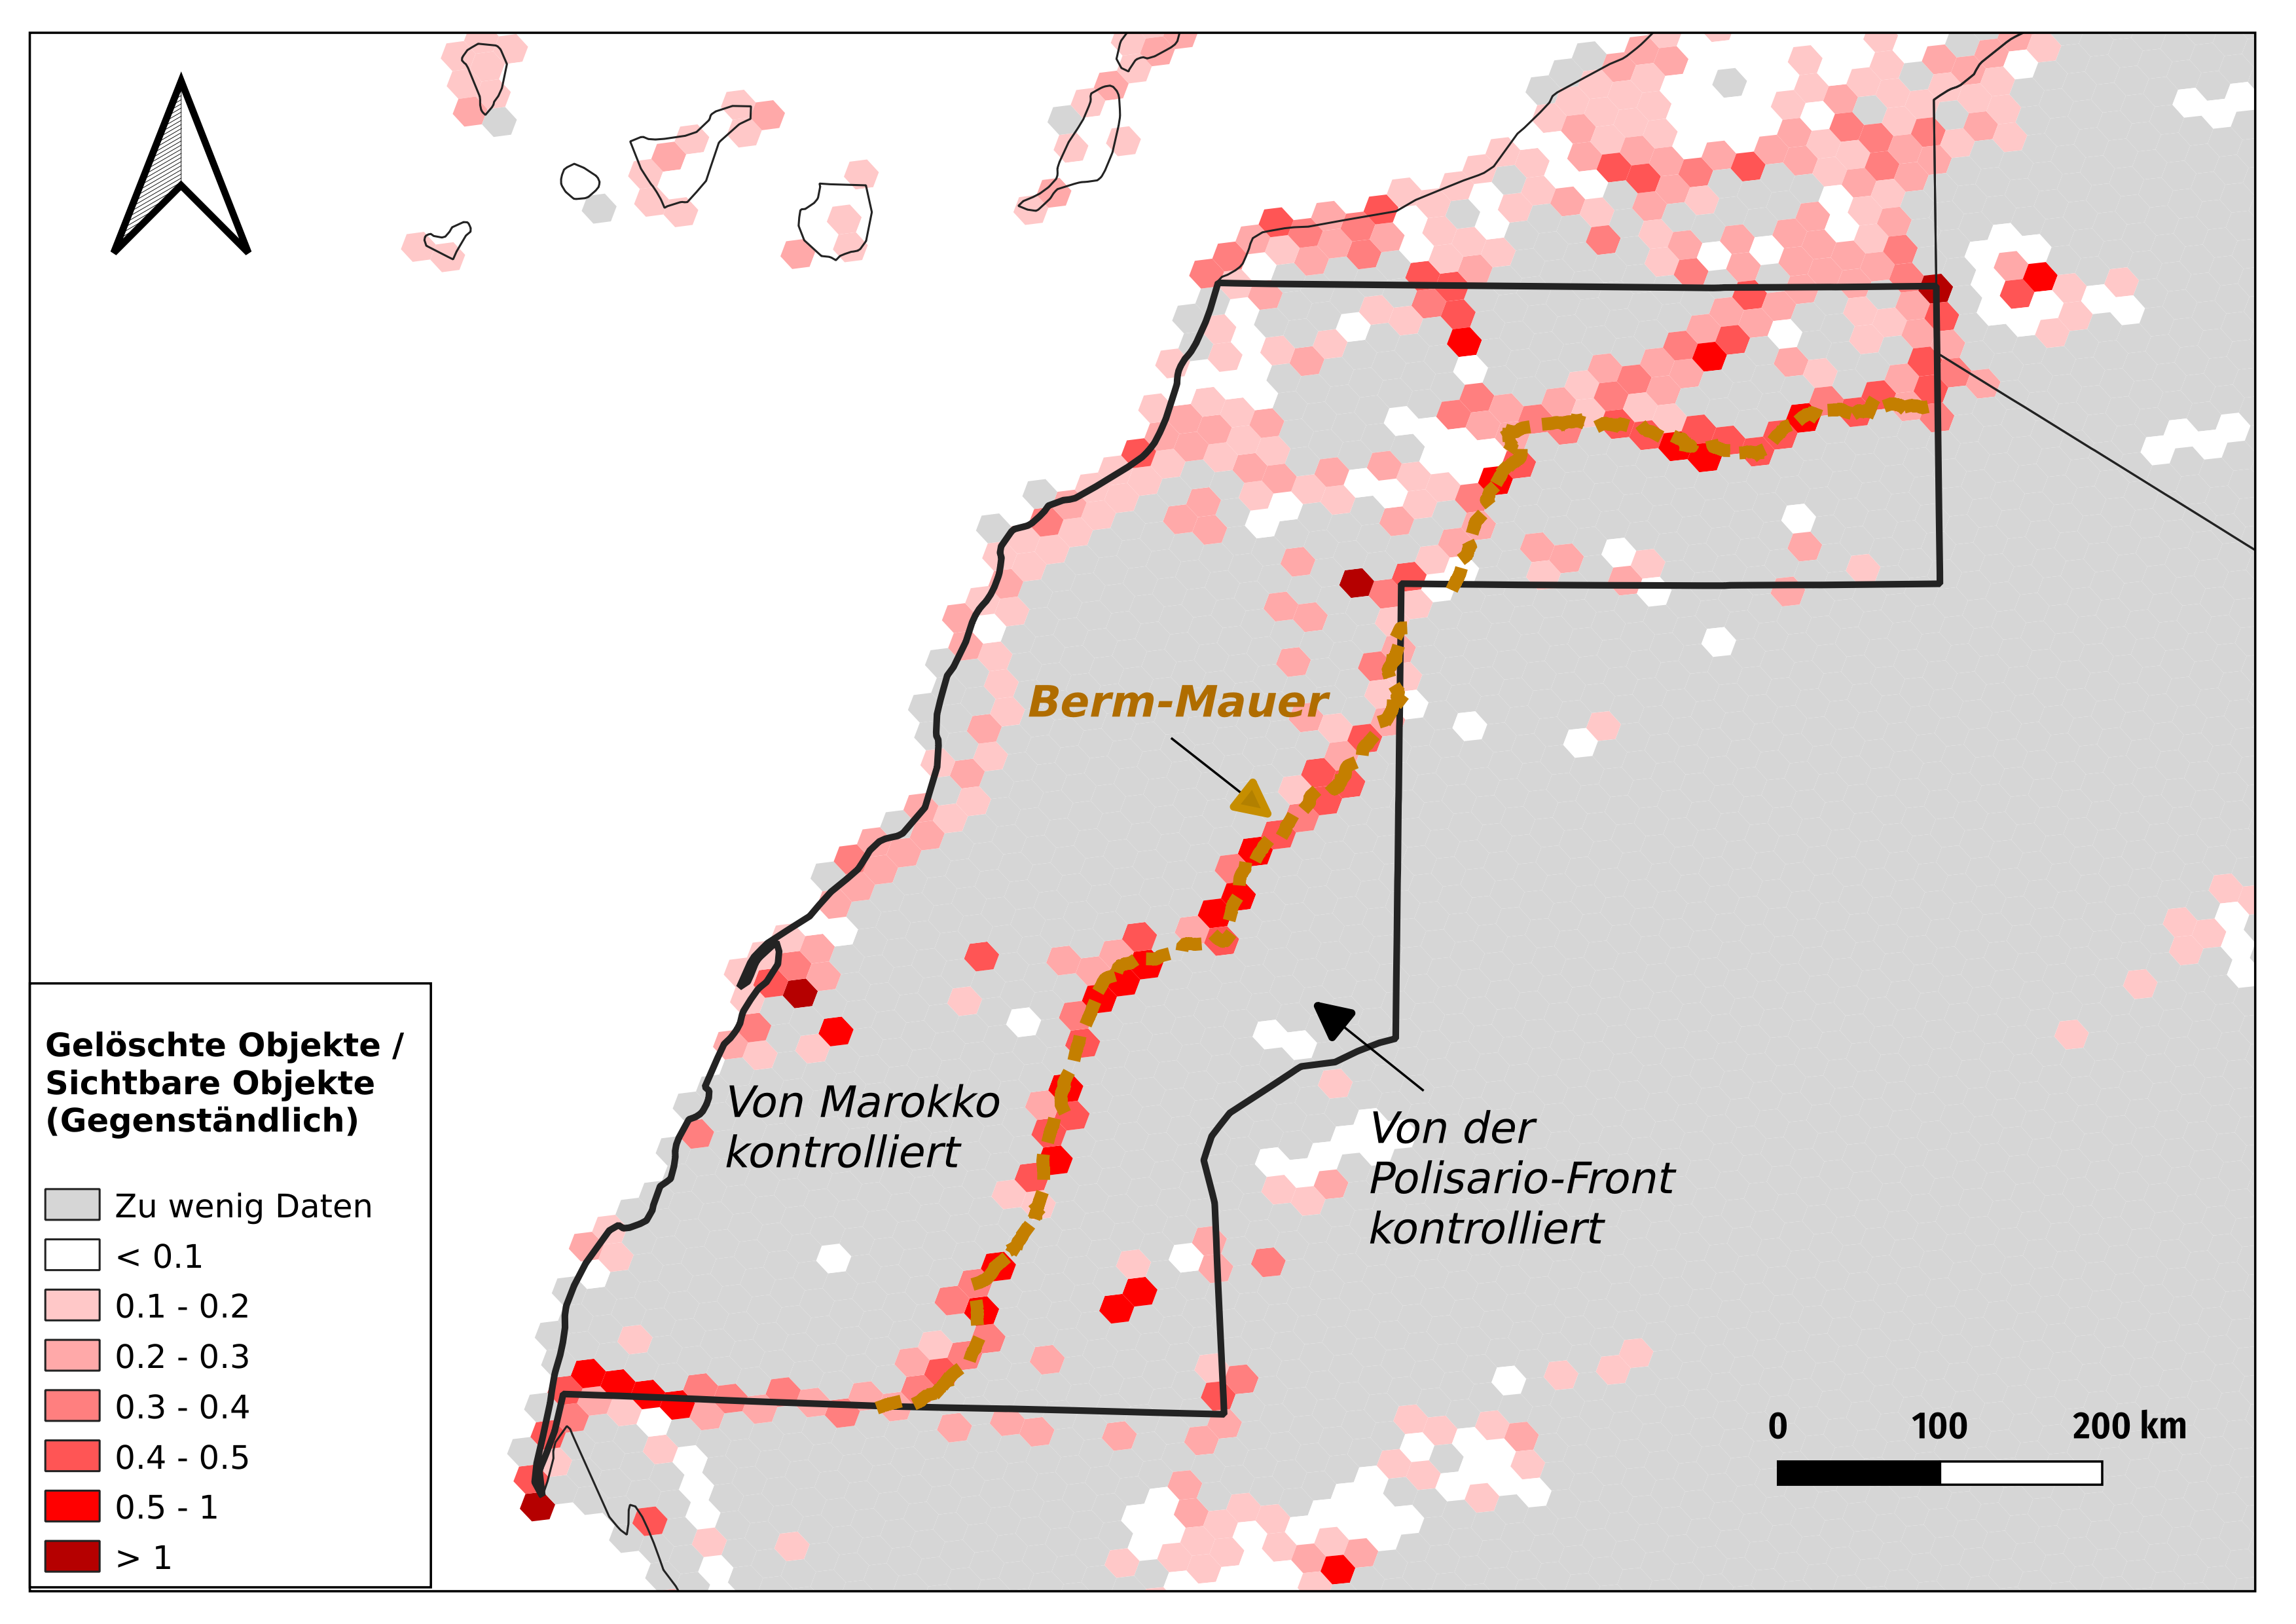 Berm-Mauer
Von Marokko
kontrolliert
Von der
Polisario-Front
kontrolliert
Gelöschte Objekte /
Sichtbare Objekte
(Gegenständlich)
Zu wenig Daten
< 0.1
0.1 - 0.2
0.2 - 0.3
0.3 - 0.4
0.4 - 0.5
0.5 - 1
> 1
0 100 200 km